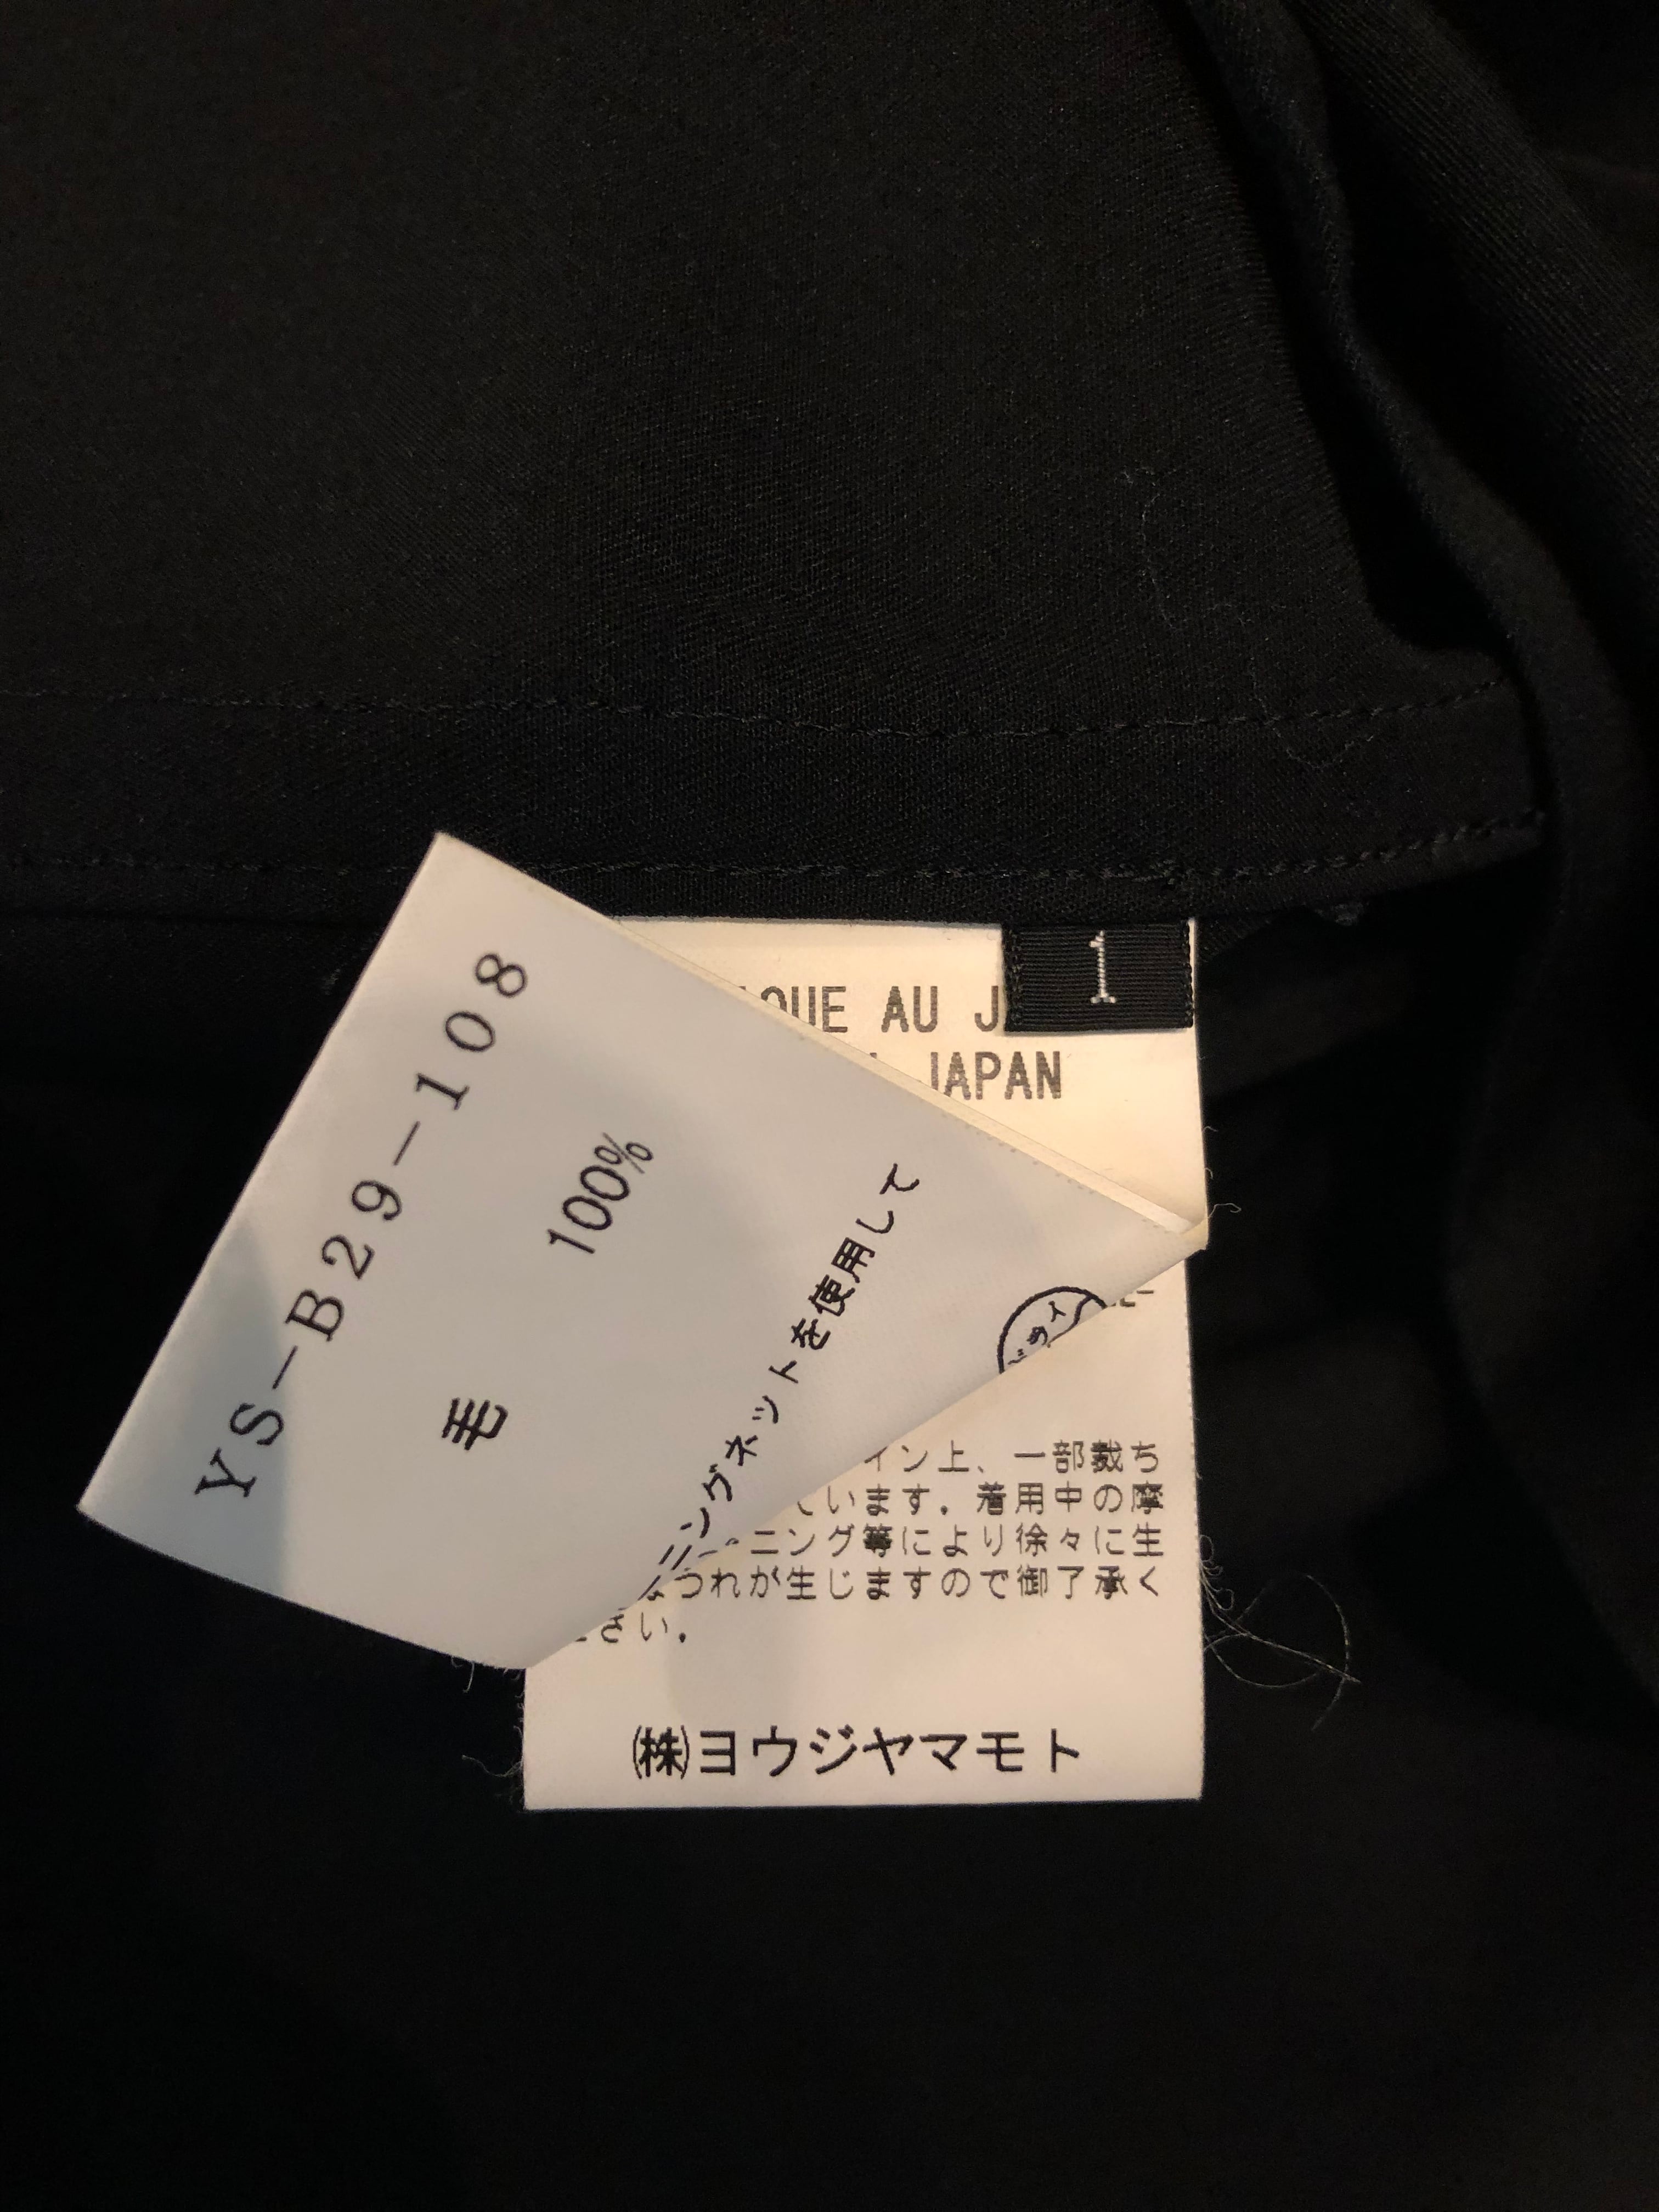 1
QUE AU J
JAPAN
YS-B29-108
毛 100%
ニングネットを使用して
ドライ
イン上、一部裁ち
ています．着用中の摩
ニング等により徐々に生
つれが生じますので御了承く
さい．
㈱ヨウジヤマモト